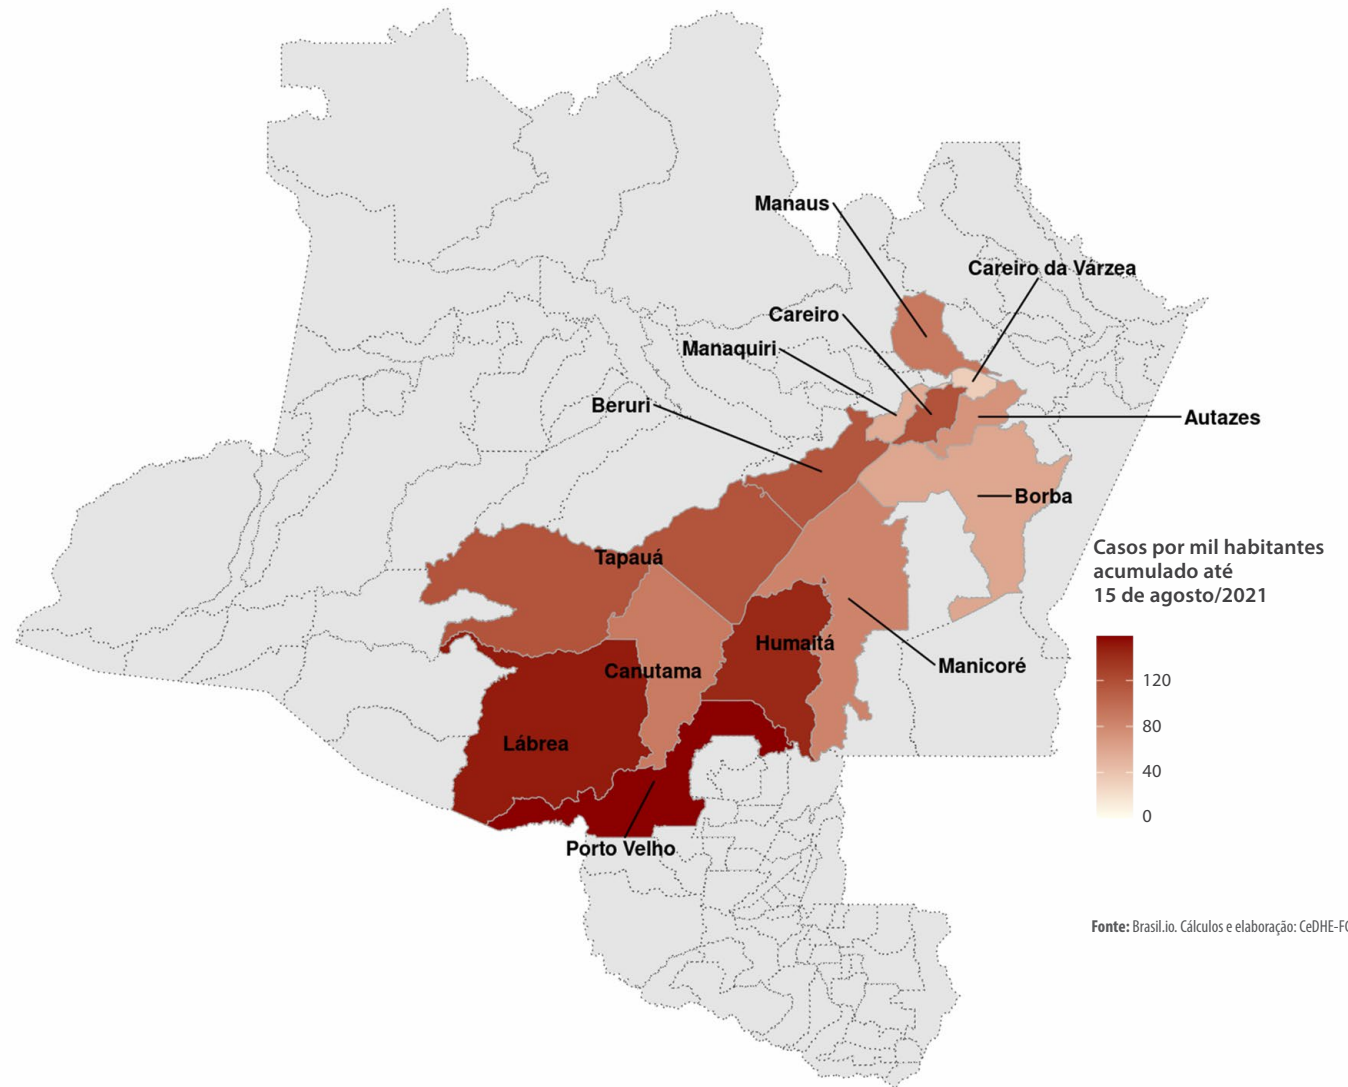 Manaus
Careiro da Várzea
Careiro
Manaquiri
Beruri
Autazes
Borba
Tapauá
Casos por mil habitantes
acumulado até
15 de agosto/2021
Humaitá
Manicoré
Canutama
120
80
Lábrea
40
0
Porto Velho
Fonte: Brasil.io. Cálculos e elaboração: CeDHE-